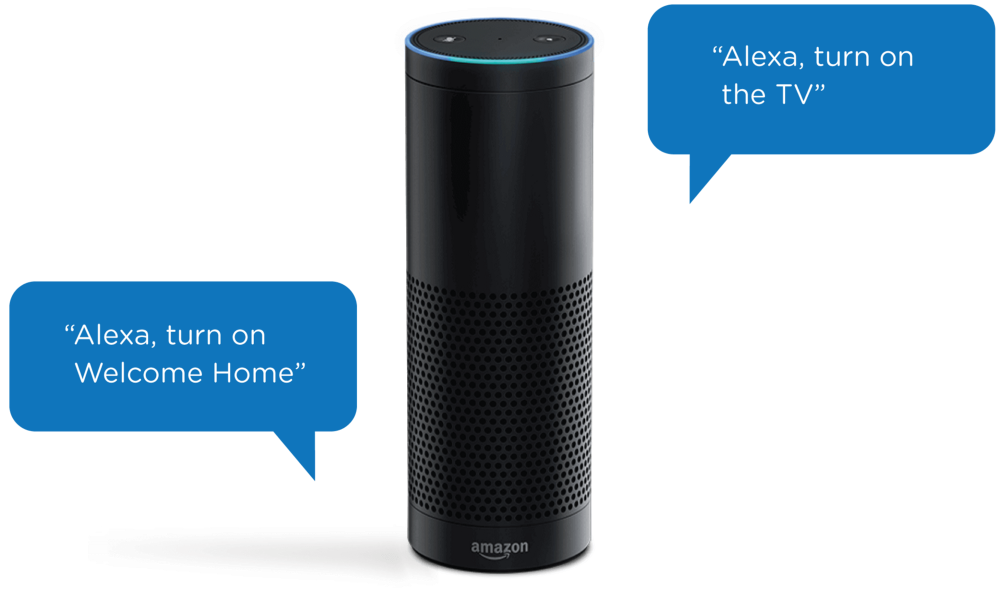 “Alexa, turn on
the TV”
“Alexa, turn on
Welcome Home”
amazon